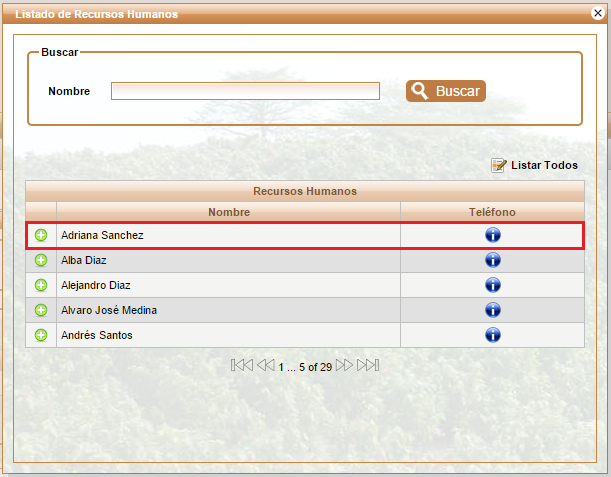 Listado de Recursos Humanos
Buscar
Nombre
Buscar
Listar Todos
Recursos Humanos
Nombre Teléfono
Adriana Sanchez
Alba Diaz
Alejandro Diaz
Alvaro José Medina
Andrés Santos
1 ... 5 of 29